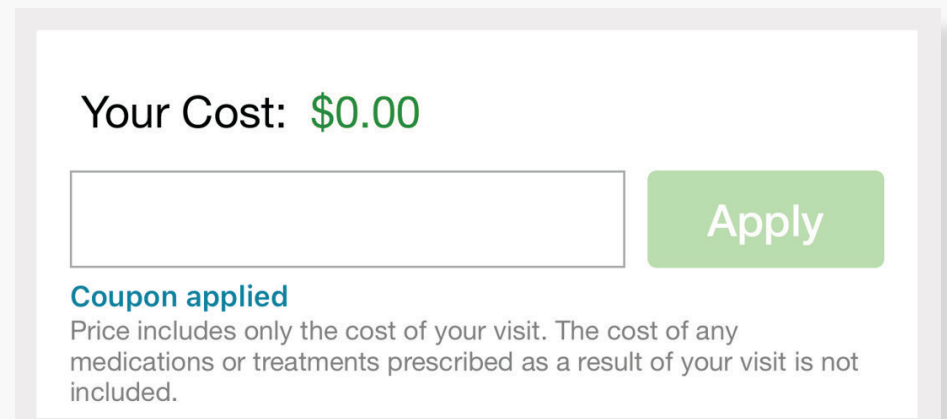 Your Cost: $0.00
Apply
Coupon applied
Price includes only the cost of your visit. The cost of any
medications or treatments prescribed as a result of your visit is not
included.